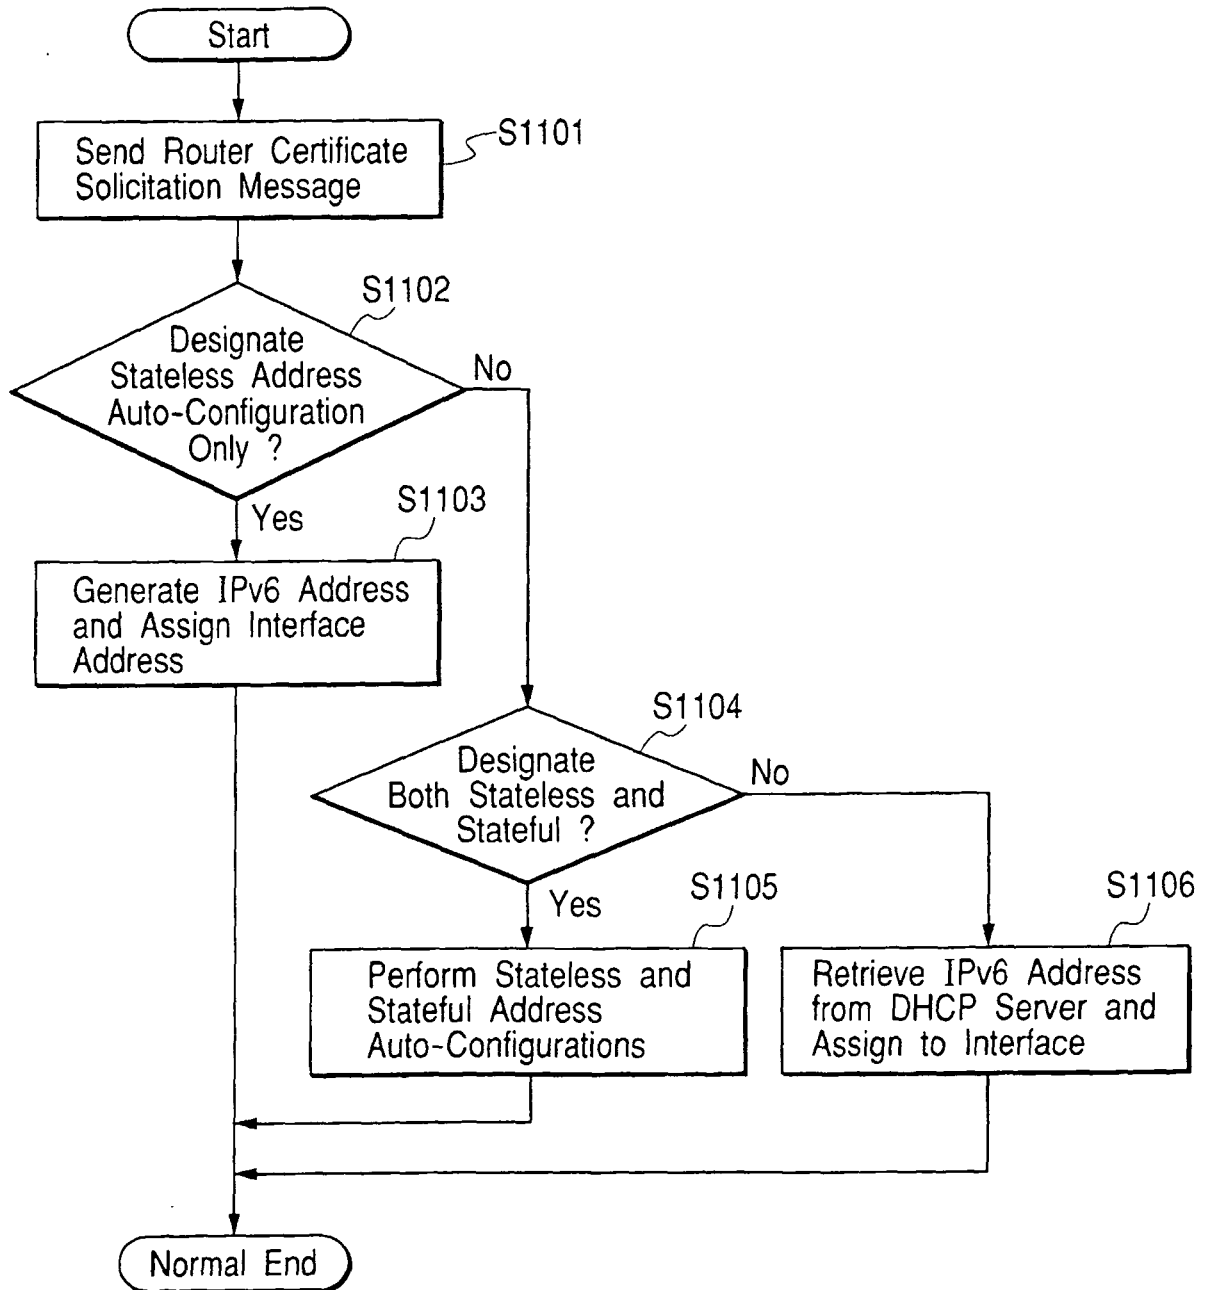 Start
Send Router Certificate
Solicitation Message
S1101
S1102
Designate
Stateless Address
Auto-Configuration
Only ?
No
Yes
S1103
Generate IPv6 Address
and Assign Interface
Address
S1104
Designate
Both Stateless and
Stateful ?
No
Yes
S1105
S1106
Perform Stateless and
Stateful Address
Auto-Configurations
Retrieve IPv6 Address
from DHCP Server and
Assign to Interface
Normal End